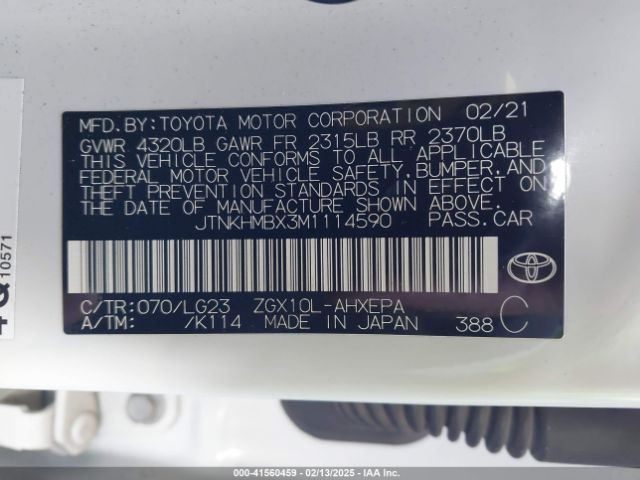 MFD.BY:TOYOTA MOTOR CORPORATION 02/21
GVWR 4320LB GAWR FR 2315LB RR 2370LB
THIS VEHICLE CONFORMS TO ALL APPLICABLE
FEDERAL MOTOR VEHICLE SAFETY,BUMPER,AND
THEFT PREVENTION STANDARDS IN EFFECT ON
THE DATE OF MANUFACTURE SHOWN ABOVE.
JTNKHMBX3M1114590 PASS.CAR
C/TR:070/LG23 ZGX10L-AHXEPA
A/TM: /K114 MADE IN JAPAN 388 C
10571
000-41560459 - 02/13/2025 - IAA Inc.